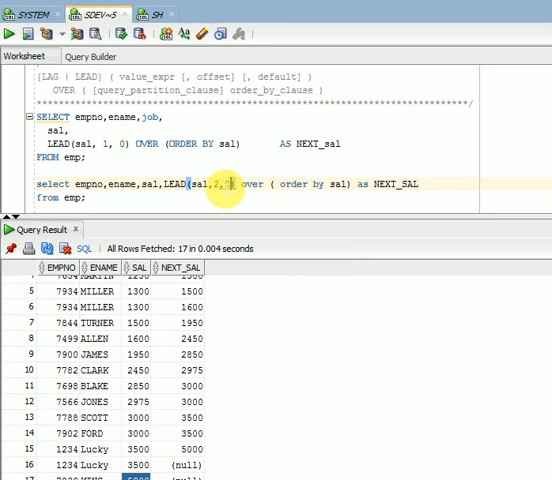 SYSTEM SDEV~5 SH
Worksheet Query Builder
{LAG | LEAD} ( value_expr [, offset] [, default] )
OVER ( [query_partition_clause] order_by_clause )
***********************************************************************/
SELECT empno,ename,job,
sal,
LEAD(sal, 1, 0) OVER (ORDER BY sal) AS NEXT_sal
FROM emp;
select empno,ename,sal,LEAD(sal,2, over ( order by sal) as NEXT_SAL
from emp;
Query Result
SQL | All Rows Fetched: 17 in 0.004 seconds
EMPNO ENAME SAL NEXT_SAL
5 7934 MILLER 1300 1500
6 7934 MILLER 1300 1600
7 7844 TURNER 1500 1950
8 7499 ALLEN 1600 2450
9 7900 JAMES 1950 2850
10 7782 CLARK 2450 2975
11 7698 BLAKE 2850 3000
12 7566 JONES 2975 3000
13 7788 SCOTT 3000 3500
14 7902 FORD 3000 3500
15 1234 Lucky 3500 5000
16 1234 Lucky 3500 (null)
17